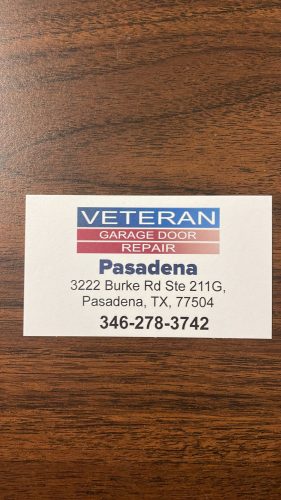 VETERAN
GARAGE DOOR
REPAIR
Pasadena
3222 Burke Rd Ste 211G,
Pasadena, TX, 77504
346-278-3742